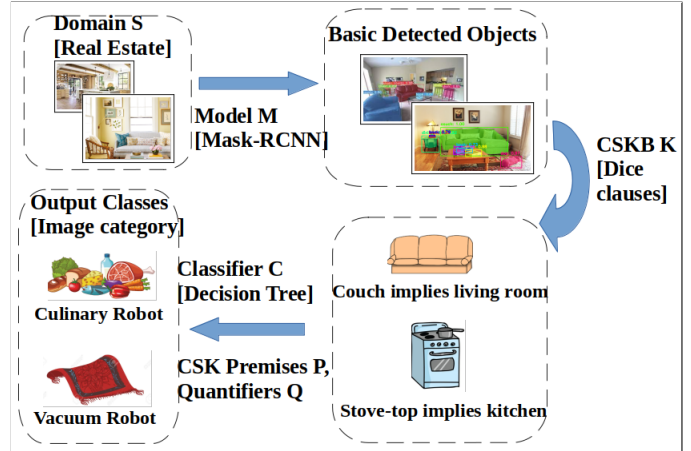 Domain S
[Real Estate]
Model M
[Mask-RCNN]
Basic Detected Objects
CSKB K
[Dice
clauses]
Couch implies living room
Stove-top implies kitchen
Classifier C
[Decision Tree]
CSK Premises P,
Quantifiers Q
Output Classes
[Image category]
Culinary Robot
Vacuum Robot